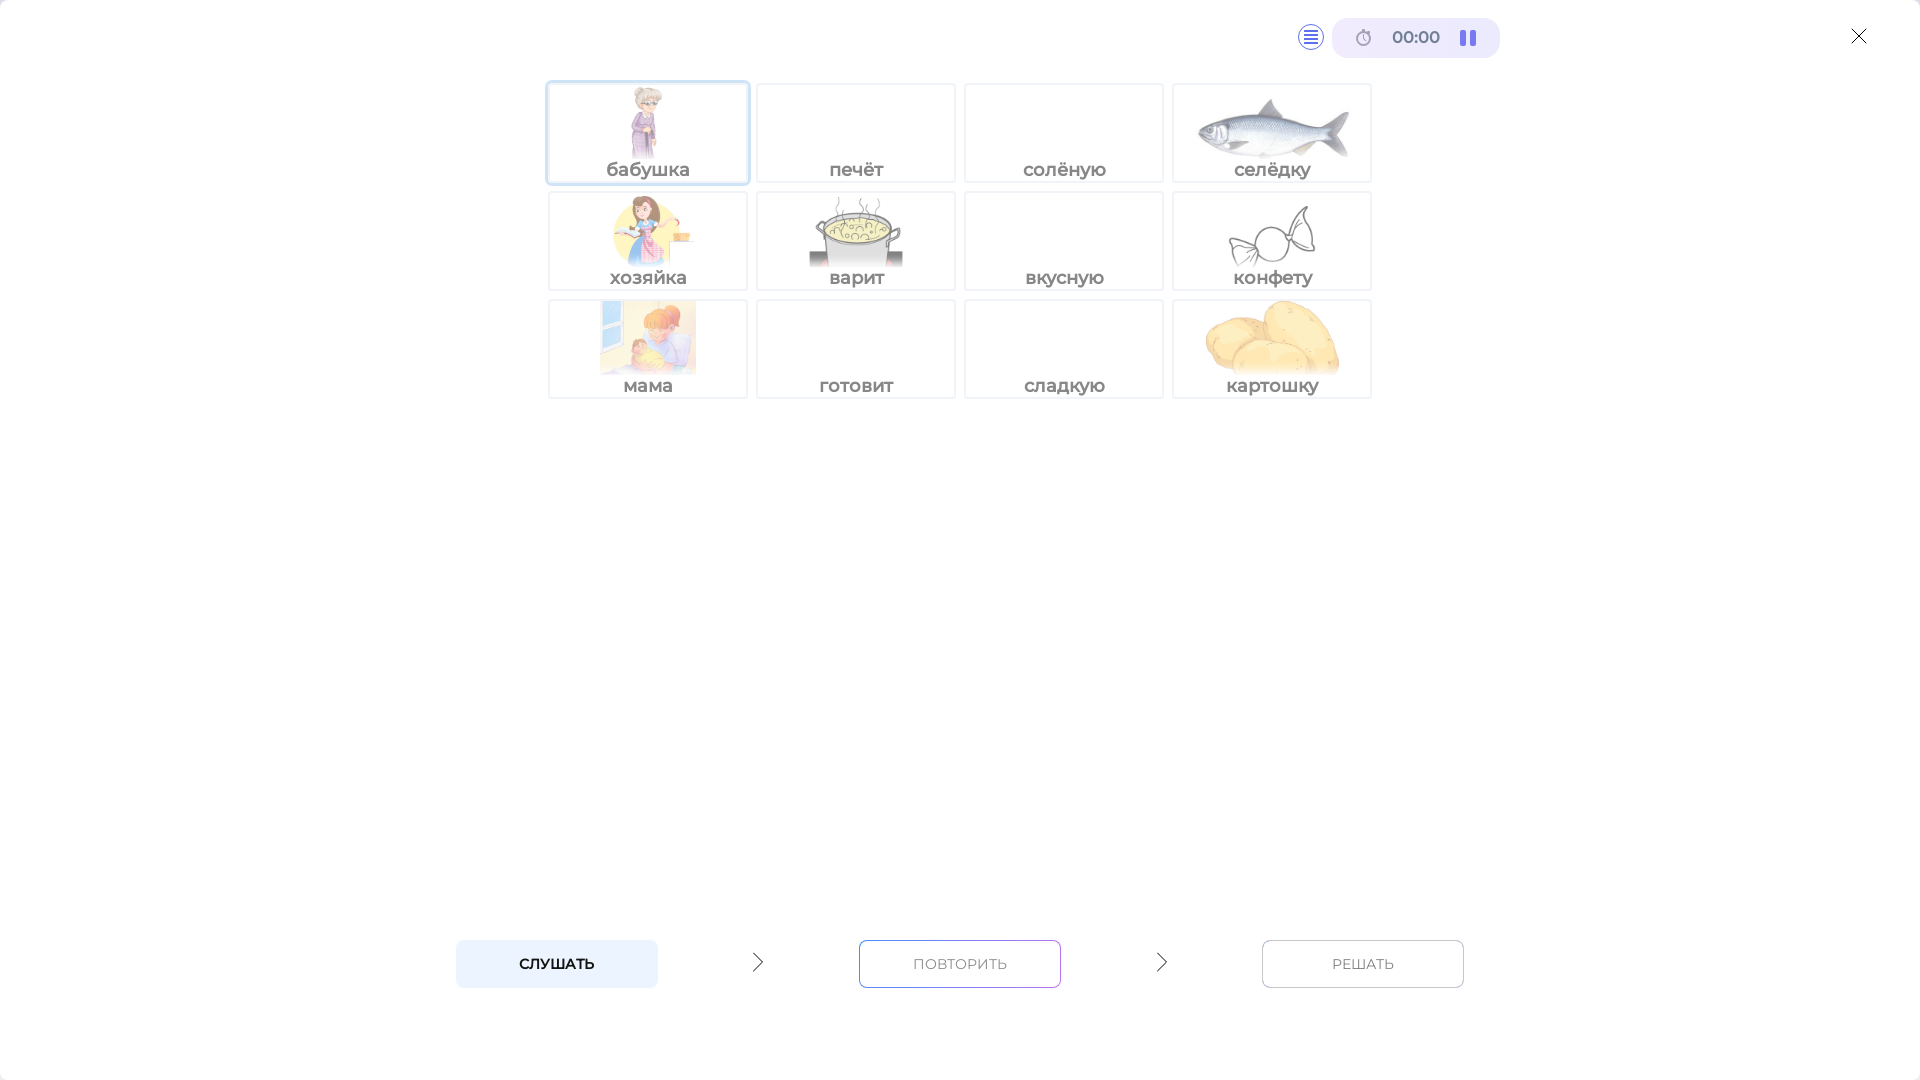 00:00
бабушка печёт солёную селёдку
хозяйка варит вкусную конфету
мама готовит сладкую картошку
СЛУШАТЬ ПОВТОРИТЬ РЕШАТЬ